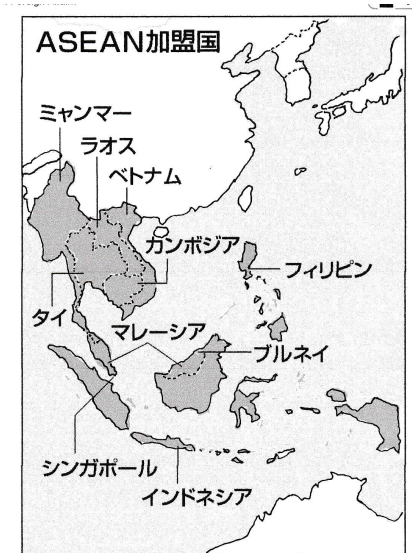 ASEAN加盟国
ミャンマー
ラオス
ベトナム
カンボジア
フィリピン
タイ
マレーシア
ブルネイ
シンガポール
インドネシア